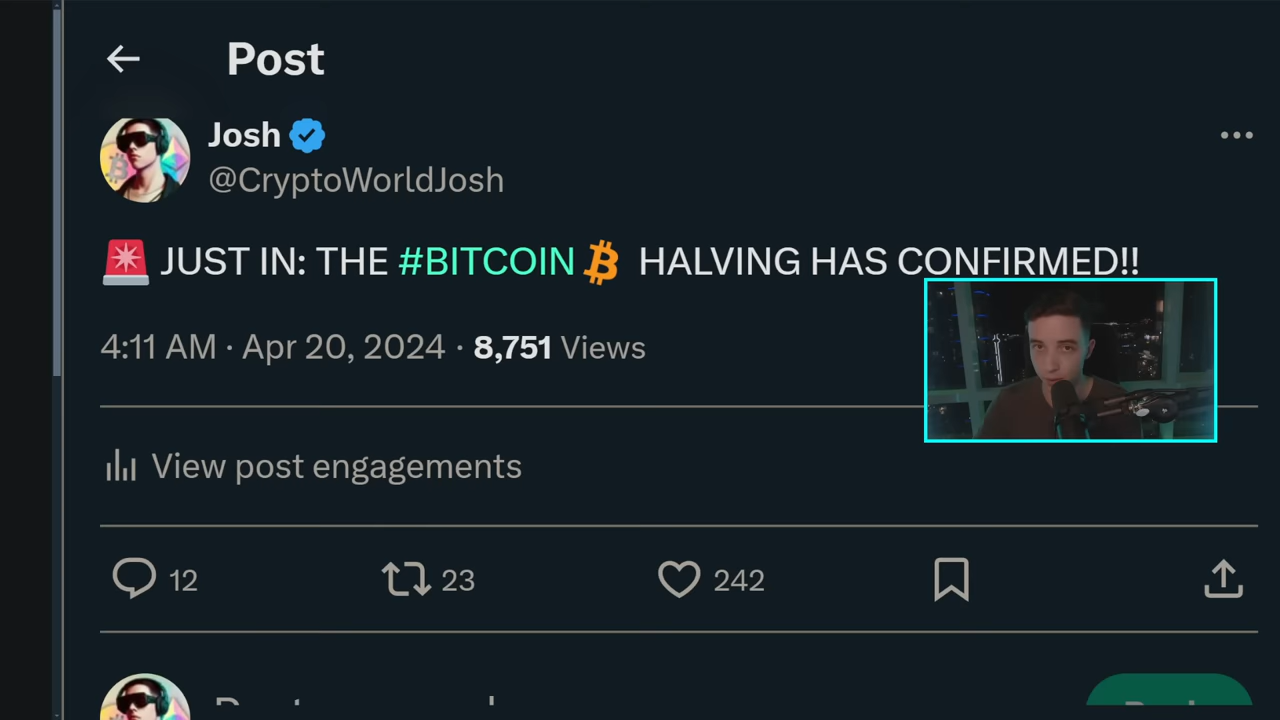 Post
Josh
@CryptoWorldJosh
🚨 JUST IN: THE #BITCOIN HALVING HAS CONFIRMED!!
4:11 AM · Apr 20, 2024 · 8,751 Views
View post engagements
12 23 242